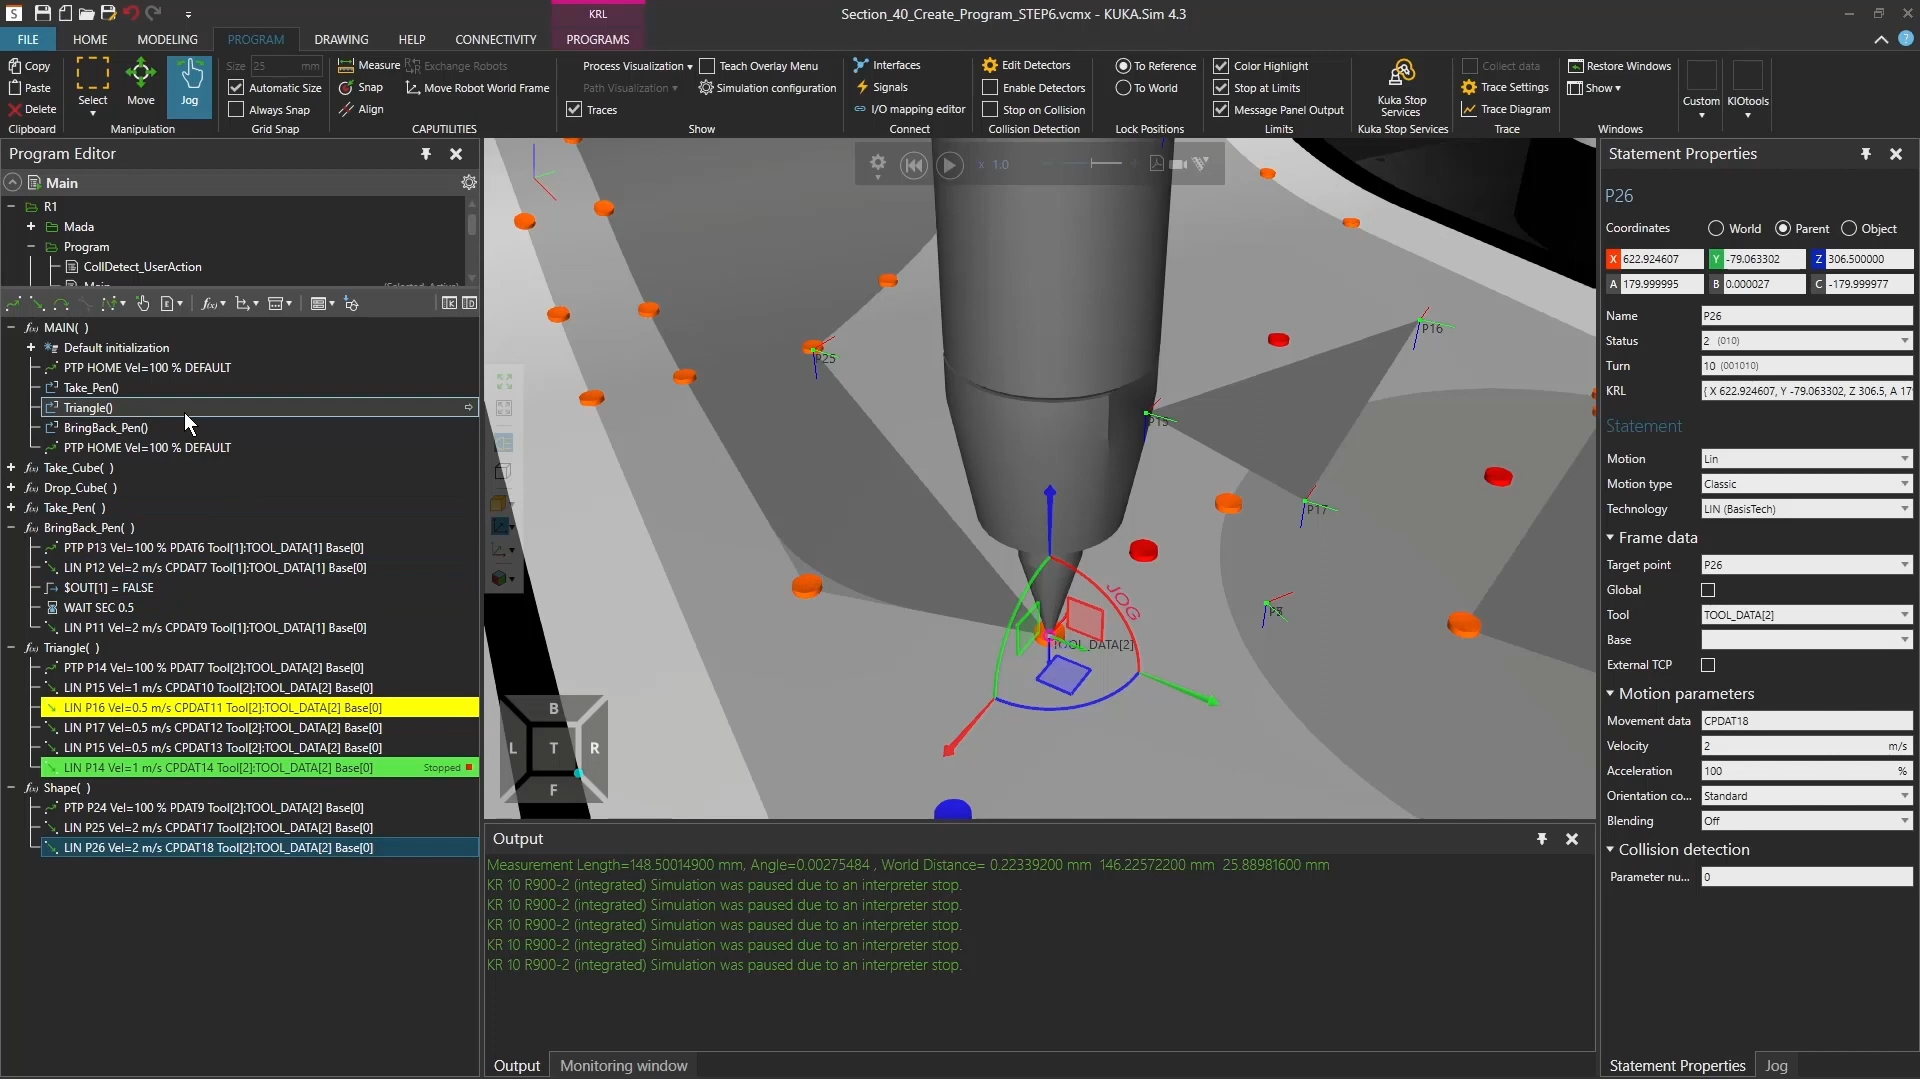 KRL
Section_40_Create_Program_STEP6.vcmx - KUKA.Sim 4.3
FILE HOME MODELING PROGRAM DRAWING HELP CONNECTIVITY PROGRAMS
Copy
Paste
Delete
Clipboard
Select
Move
Jog
Manipulation
Size 25 mm
Automatic Size
Always Snap
Grid Snap
Measure Exchange Robots
Snap Move Robot World Frame
Align
CAPUTILITIES
Process Visualization Teach Overlay Menu
Path Visualization Simulation configuration
Traces
Show
Interfaces
Signals
I/O mapping editor
Connect
Edit Detectors
Enable Detectors
Stop on Collision
Collision Detection
To Reference
To World
Lock Positions
Color Highlight
Stop at Limits
Message Panel Output
Limits
Kuka Stop
Services
Kuka Stop Services
Collect data
Trace Settings
Trace Diagram
Trace
Restore Windows
Show
Windows
Custom
KIOtools
Program Editor
Main
R1
Mada
Program
CollDetect_UserAction
MAIN( )
Default initialization
PTP HOME Vel=100 % DEFAULT
Take_Pen()
Triangle()
BringBack_Pen()
PTP HOME Vel=100 % DEFAULT
Take_Cube( )
Drop_Cube( )
Take_Pen( )
BringBack_Pen( )
PTP P13 Vel=100 % PDAT6 Tool[1]:TOOL_DATA[1] Base[0]
LIN P12 Vel=2 m/s CPDAT7 Tool[1]:TOOL_DATA[1] Base[0]
$OUT[1] = FALSE
WAIT SEC 0.5
LIN P11 Vel=2 m/s CPDAT9 Tool[1]:TOOL_DATA[1] Base[0]
Triangle( )
PTP P14 Vel=100 % PDAT7 Tool[2]:TOOL_DATA[2] Base[0]
LIN P15 Vel=1 m/s CPDAT10 Tool[2]:TOOL_DATA[2] Base[0]
LIN P16 Vel=0.5 m/s CPDAT11 Tool[2]:TOOL_DATA[2] Base[0]
LIN P17 Vel=0.5 m/s CPDAT12 Tool[2]:TOOL_DATA[2] Base[0]
LIN P15 Vel=0.5 m/s CPDAT13 Tool[2]:TOOL_DATA[2] Base[0]
LIN P14 Vel=1 m/s CPDAT14 Tool[2]:TOOL_DATA[2] Base[0] Stopped
Shape( )
PTP P24 Vel=100 % PDAT9 Tool[2]:TOOL_DATA[2] Base[0]
LIN P25 Vel=2 m/s CPDAT17 Tool[2]:TOOL_DATA[2] Base[0]
LIN P26 Vel=2 m/s CPDAT18 Tool[2]:TOOL_DATA[2] Base[0]
x 1.0
P16
P25
P15
P17
JOG
TOOL_DATA[2]
B
L T R
F
Output
Measurement Length=148.50014900 mm, Angle=0.00275484 , World Distance= 0.22339200 mm 146.22572200 mm 25.88981600 mm
KR 10 R900-2 (integrated) Simulation was paused due to an interpreter stop.
KR 10 R900-2 (integrated) Simulation was paused due to an interpreter stop.
KR 10 R900-2 (integrated) Simulation was paused due to an interpreter stop.
KR 10 R900-2 (integrated) Simulation was paused due to an interpreter stop.
KR 10 R900-2 (integrated) Simulation was paused due to an interpreter stop.
Output Monitoring window
Statement Properties
P26
Coordinates World Parent Object
X 622.924607 Y -79.063302 Z 306.500000
A 179.999995 B 0.000027 C -179.999977
Name P26
Status 2 (010)
Turn 10 (001010)
KRL { X 622.924607, Y -79.063302, Z 306.5, A 17
Statement
Motion Lin
Motion type Classic
Technology LIN (BasisTech)
Frame data
Target point P26
Global
Tool TOOL_DATA[2]
Base
External TCP
Motion parameters
Movement data CPDAT18
Velocity 2 m/s
Acceleration 100 %
Orientation co... Standard
Blending Off
Collision detection
Parameter nu... 0
Statement Properties Jog